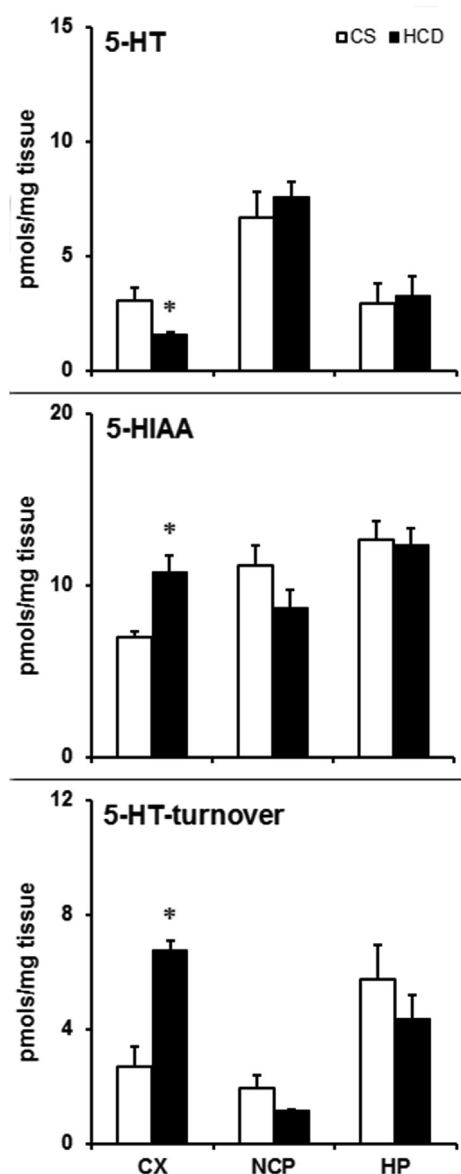 5-HT
CS HCD
15
10
5
0
pmols/mg tissue
*
5-HIAA
20
10
0
pmols/mg tissue
*
5-HT-turnover
12
8
4
0
pmols/mg tissue
*
CX NCP HP